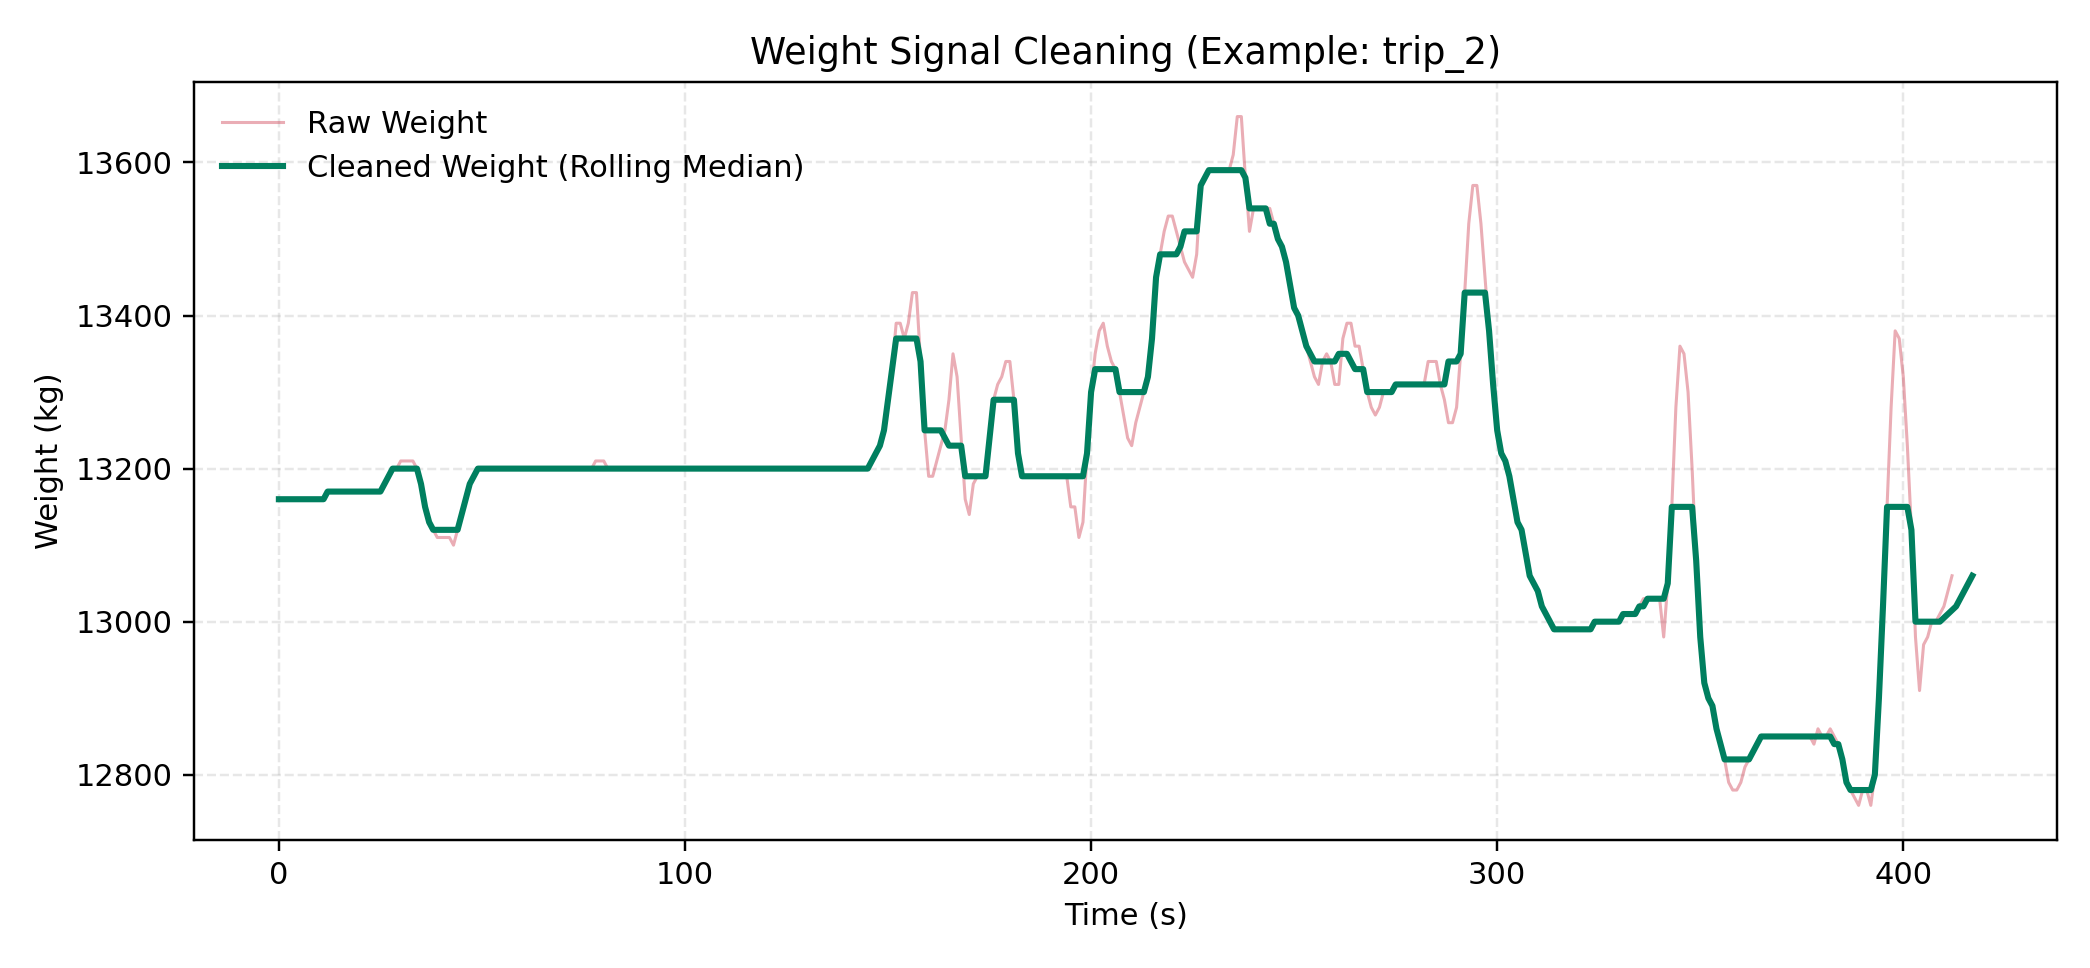 Weight Signal Cleaning (Example: trip_2)
Raw Weight
Cleaned Weight (Rolling Median)
Weight (kg)
13600
13400
13200
13000
12800
0 100 200 300 400
Time (s)